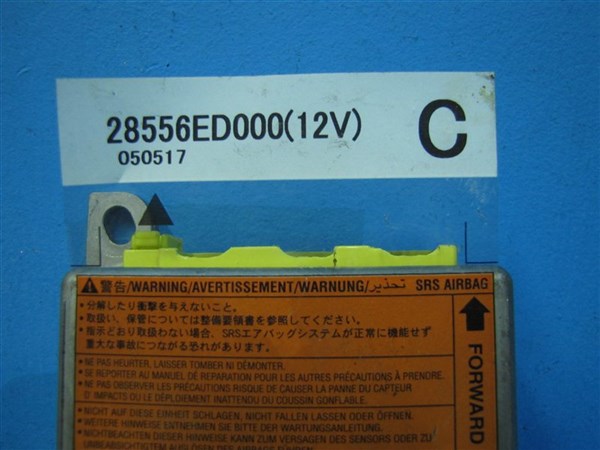 28556ED000(12V) C
050517
警告/WARNING/AVERTISSEMENT/WARNUNG/تحذير SRS AIRBAG
•分解したり衝撃を与えないこと。
•取扱い、保管については整備要領書を参照してください。
•指示どおり取扱わない場合、SRSエアバッグシステムが正常に機能せず
重大な事故につながる恐れがあります。
•NE PAS HEURTER, LAISSER TOMBER NI DÉMONTER.
•SE REPORTER AU MANUEL DE RÉPARATION POUR LES AUTRES PRÉCAUTIONS À PRENDRE.
•NE PAS OBSERVER LES PRÉCAUTIONS RISQUE DE CAUSER LA PANNE DU CAPTEUR
D'IMPACTS OU LE DÉPLOIEMENT INATTENDU DU COUSSIN GONFLABLE.
•NICHT AUF DIESE EINHEIT SCHLAGEN, NICHT FALLEN LASSEN ODER ÖFFNEN.
•WEITERE HINWEISE ENTNEHMEN SIE BITTE DER WARTUNGSANLEITUNG.
•NICHTBEACHTEN DIESER HINWEISE KANN ZUM VERSAGEN DES SENSORS ODER ZU
UNBEABSICHTIGTEM AUSLÖSEN DES AIRBAG FÜHREN.
FORWARD